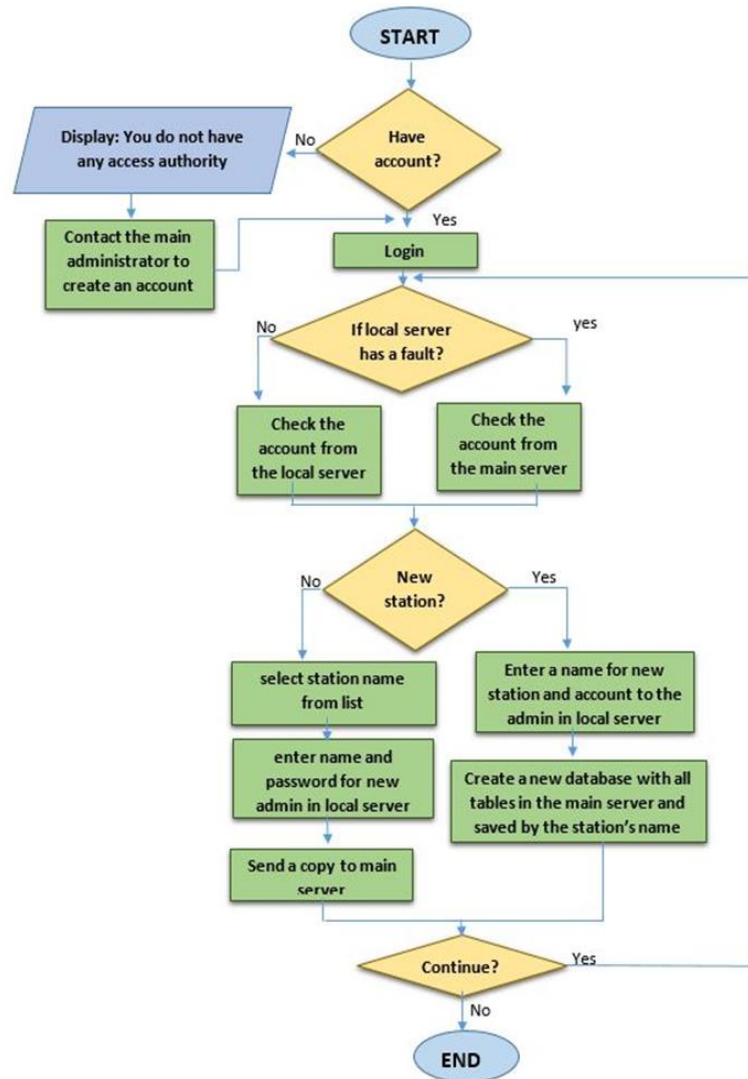 START
Have
account?
No
Display: You do not have
any access authority
Yes
Contact the main
administrator to
create an account
Login
If local server
has a fault?
No
yes
Check the
account from
the local server
Check the
account from
the main server
New
station?
No
Yes
select station name
from list
Enter a name for new
station and account to the
admin in local server
enter name and
password for new
admin in local server
Create a new database with all
tables in the main server and
saved by the station's name
Send a copy to main
server
Continue?
Yes
No
END